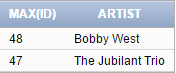 MAX(ID) ARTIST
48 Bobby West
47 The Jubilant Trio